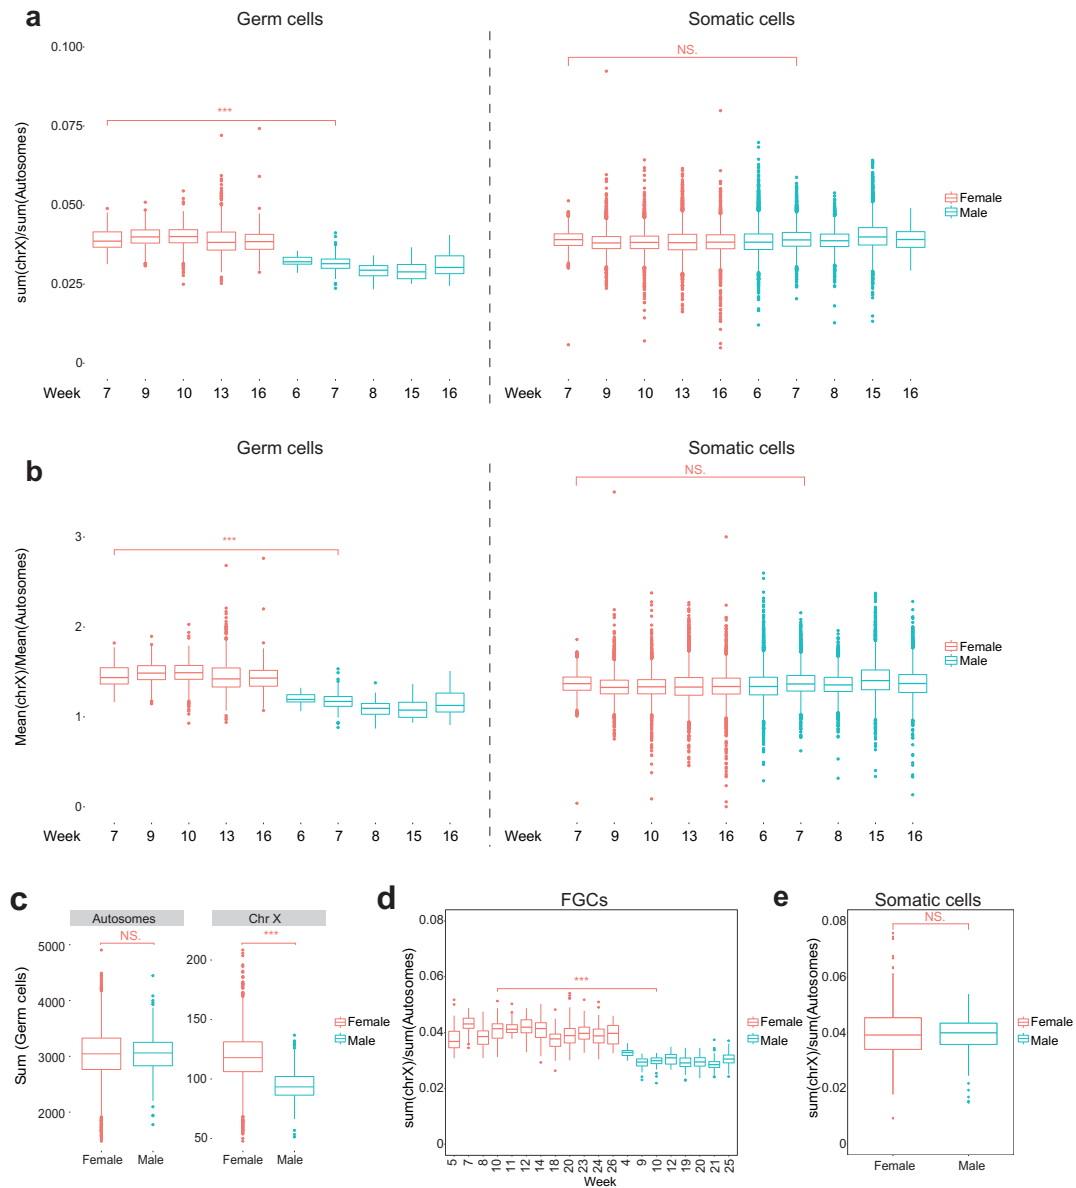 a
Germ cells
Somatic cells
sum(chrX)/sum(Autosomes)
0.100
0.075
0.050
0.025
0
***
NS.
Female
Male
Week 7 9 10 13 16 6 7 8 15 16
Week 7 9 10 13 16 6 7 8 15 16
b
Germ cells
Somatic cells
Mean(chrX)/Mean(Autosomes)
3
2
1
0
***
NS.
Female
Male
Week 7 9 10 13 16 6 7 8 15 16
Week 7 9 10 13 16 6 7 8 15 16
c
Autosomes
Chr X
Sum (Germ cells)
NS.
***
5000
4000
3000
2000
200
150
100
50
Female Male
Female Male
Female
Male
d
FGCs
sum(chrX)/sum(Autosomes)
0.08
0.06
0.04
0.02
0
***
5 7 8 10 11 12 14 18 20 23 24 26 4 9 10 12 19 20 21 25
Week
Female
Male
e
Somatic cells
sum(chrX)/sum(Autosomes)
0.08
0.06
0.04
0.02
0
NS.
Female Male
Female
Male